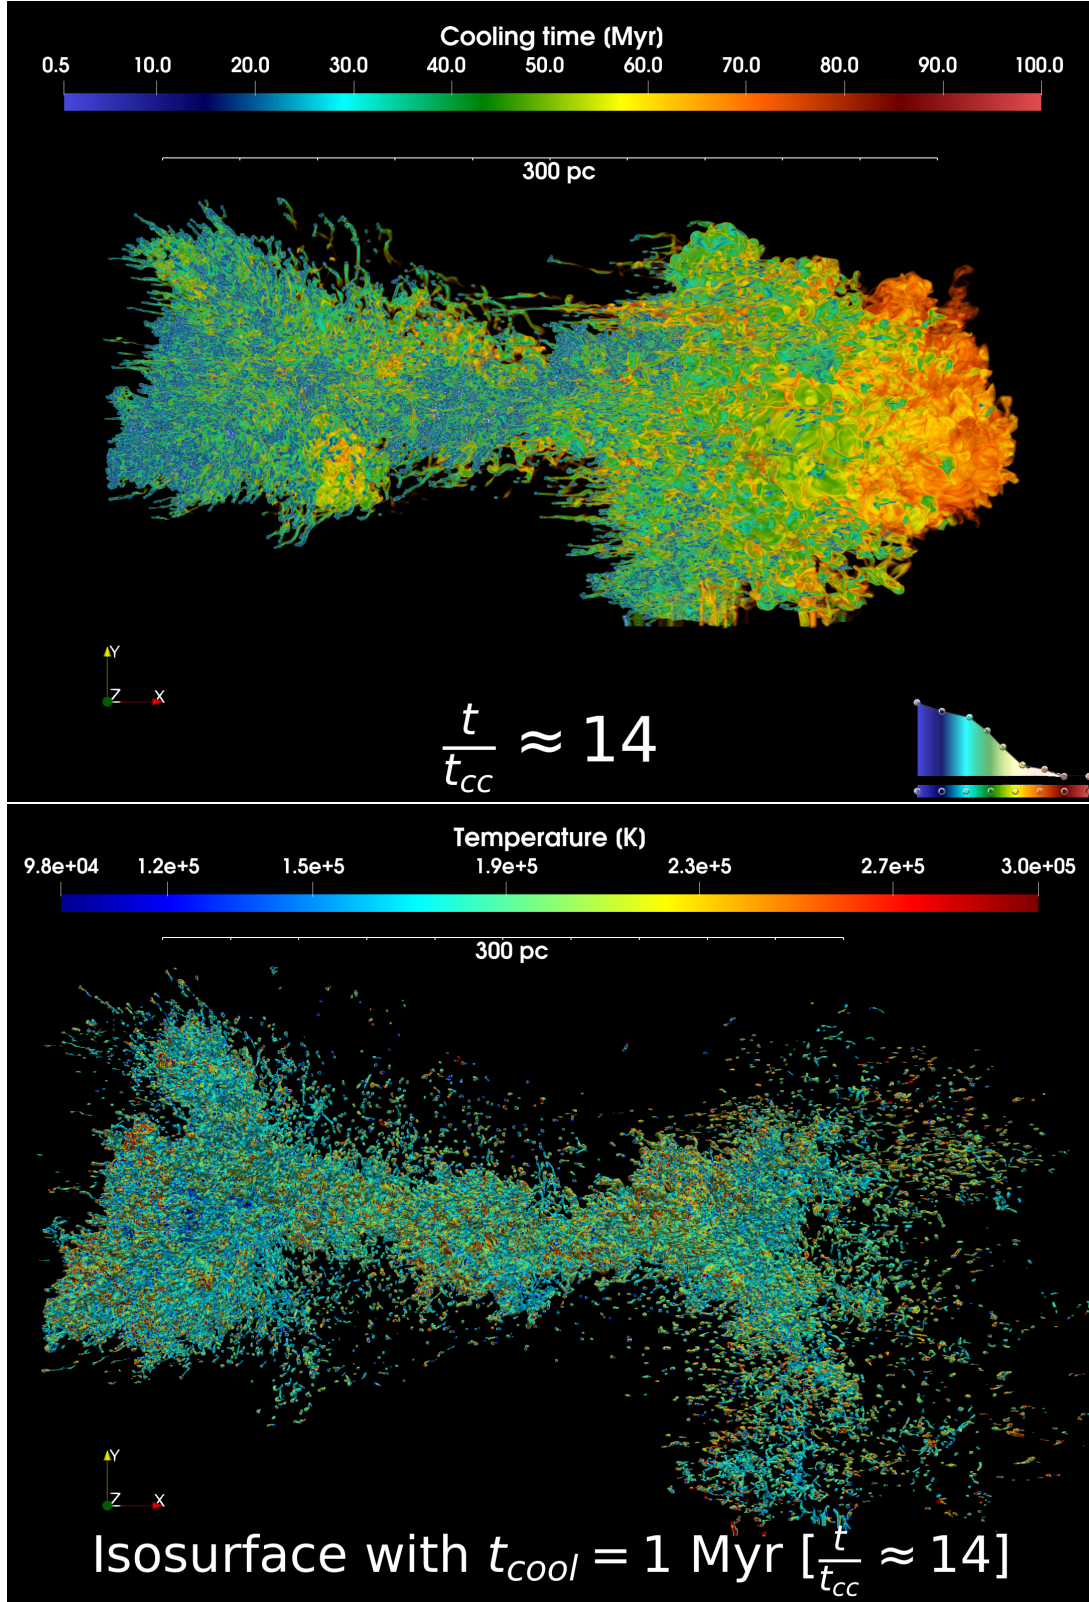 Cooling time (Myr)
0.5 10.0 20.0 30.0 40.0 50.0 60.0 70.0 80.0 90.0 100.0
300 pc
Y
Z X
t/t_cc ≈ 14
Temperature (K)
9.8e+04 1.2e+5 1.5e+5 1.9e+5 2.3e+5 2.7e+5 3.0e+05
300 pc
Y
Z X
Isosurface with t_cool = 1 Myr [t/t_cc ≈ 14]